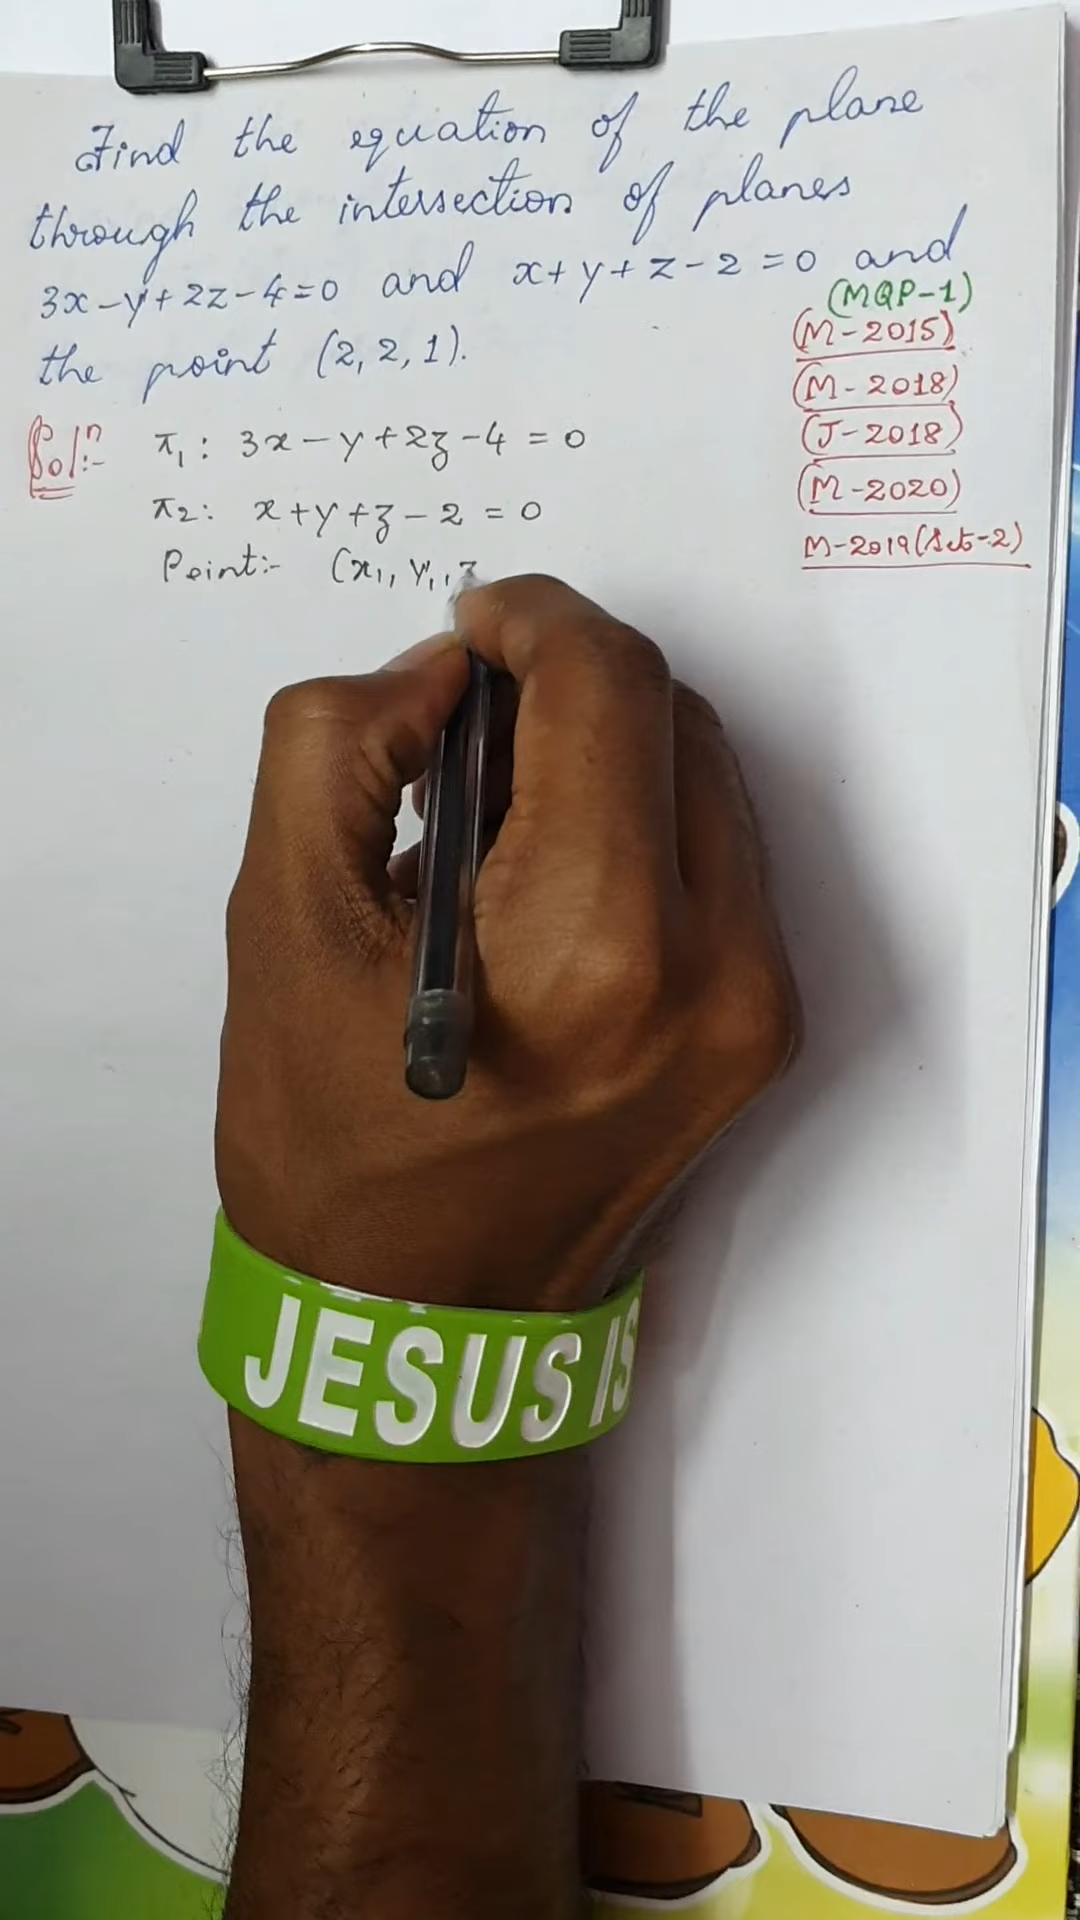 Find the equation of the plane
through the intersection of planes
3x-y+2z-4=0 and x+y+z-2=0 and
the point (2, 2, 1).
(MQP-1)
(M-2015)
(M-2018)
(J-2018)
(M-2020)
M-2019(Set-2)
Solⁿ:- π₁: 3x-y+2z-4=0
π₂: x+y+z-2=0
Point:- (x₁, y₁, z
JESUS IS